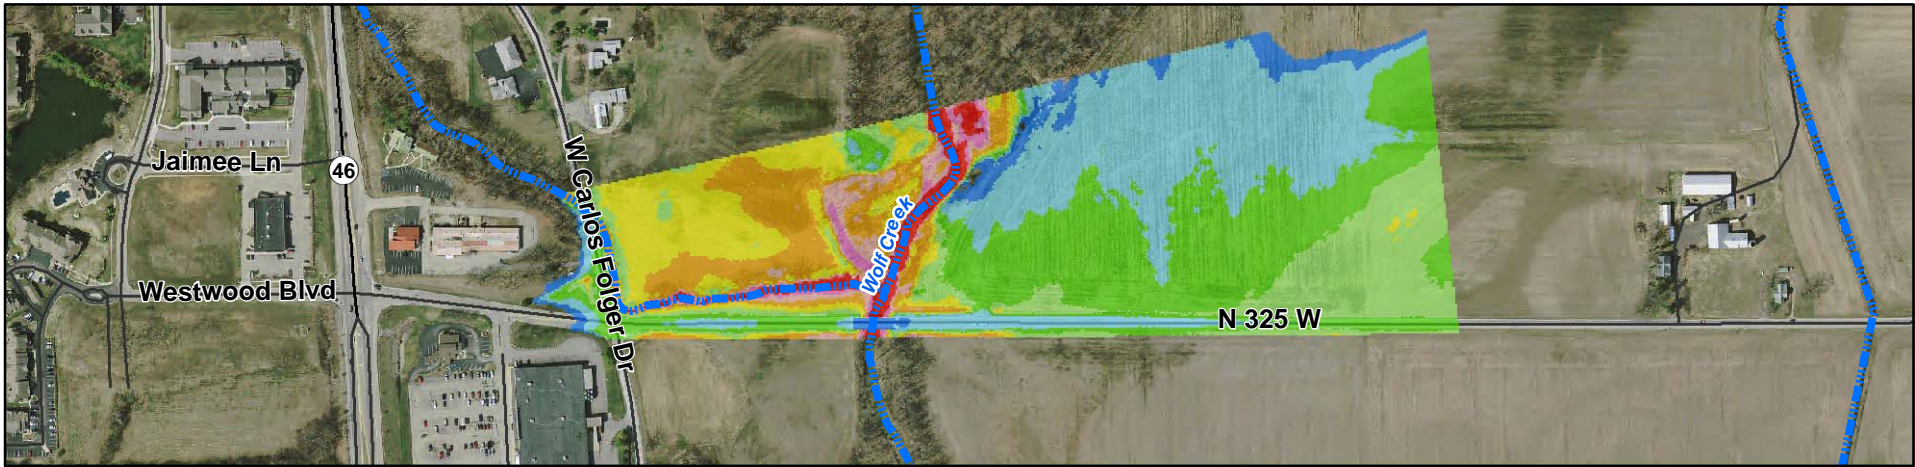 Jaimee Ln
46
W Carlos Folger Dr
Wolf Creek
Westwood Blvd
N 325 W